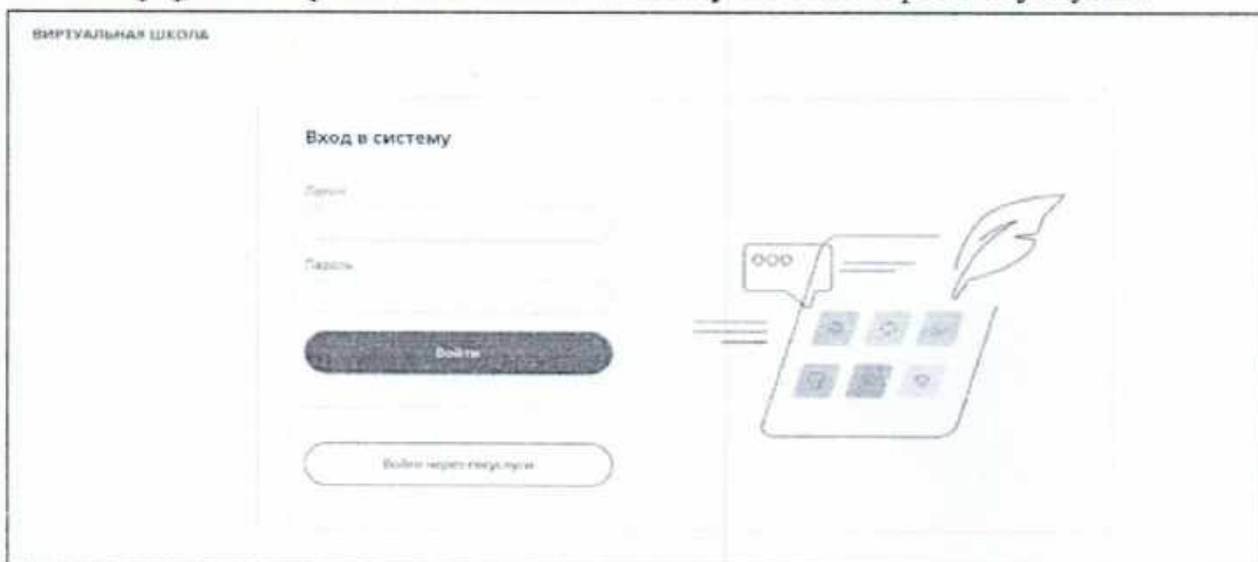 ВИРТУАЛЬНАЯ ШКОЛА
Вход в систему
Логин
Пароль
Войти
Войти через госуслуги